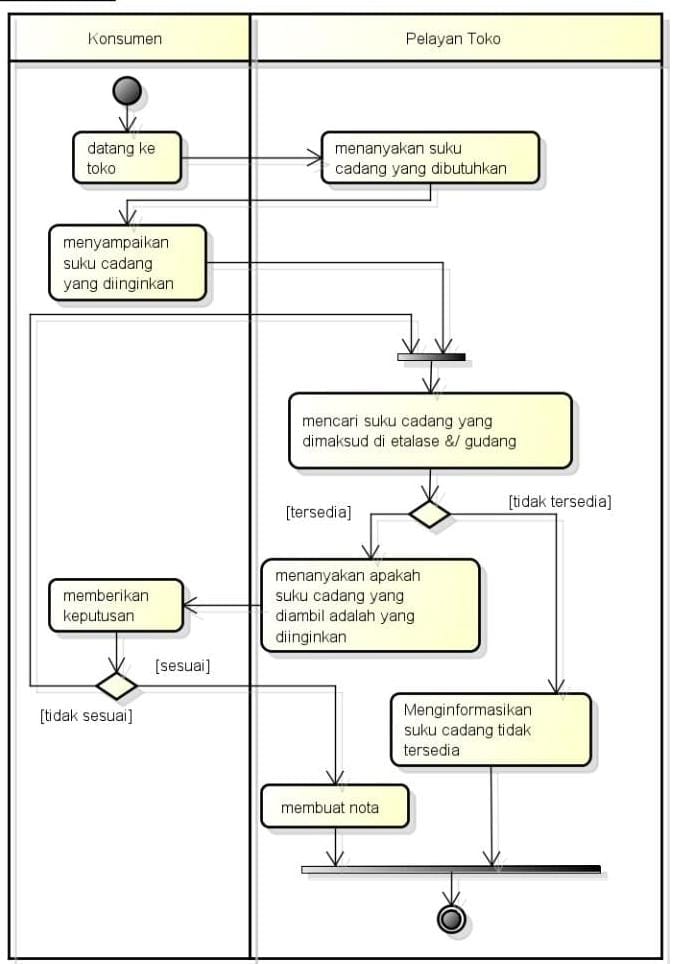 Konsumen
Pelayan Toko
datang ke
toko
menanyakan suku
cadang yang dibutuhkan
menyampaikan
suku cadang
yang diinginkan
mencari suku cadang yang
dimaksud di etalase &/ gudang
[tersedia]
[tidak tersedia]
menanyakan apakah
suku cadang yang
diambil adalah yang
diinginkan
memberikan
keputusan
[sesuai]
[tidak sesuai]
Menginformasikan
suku cadang tidak
tersedia
membuat nota